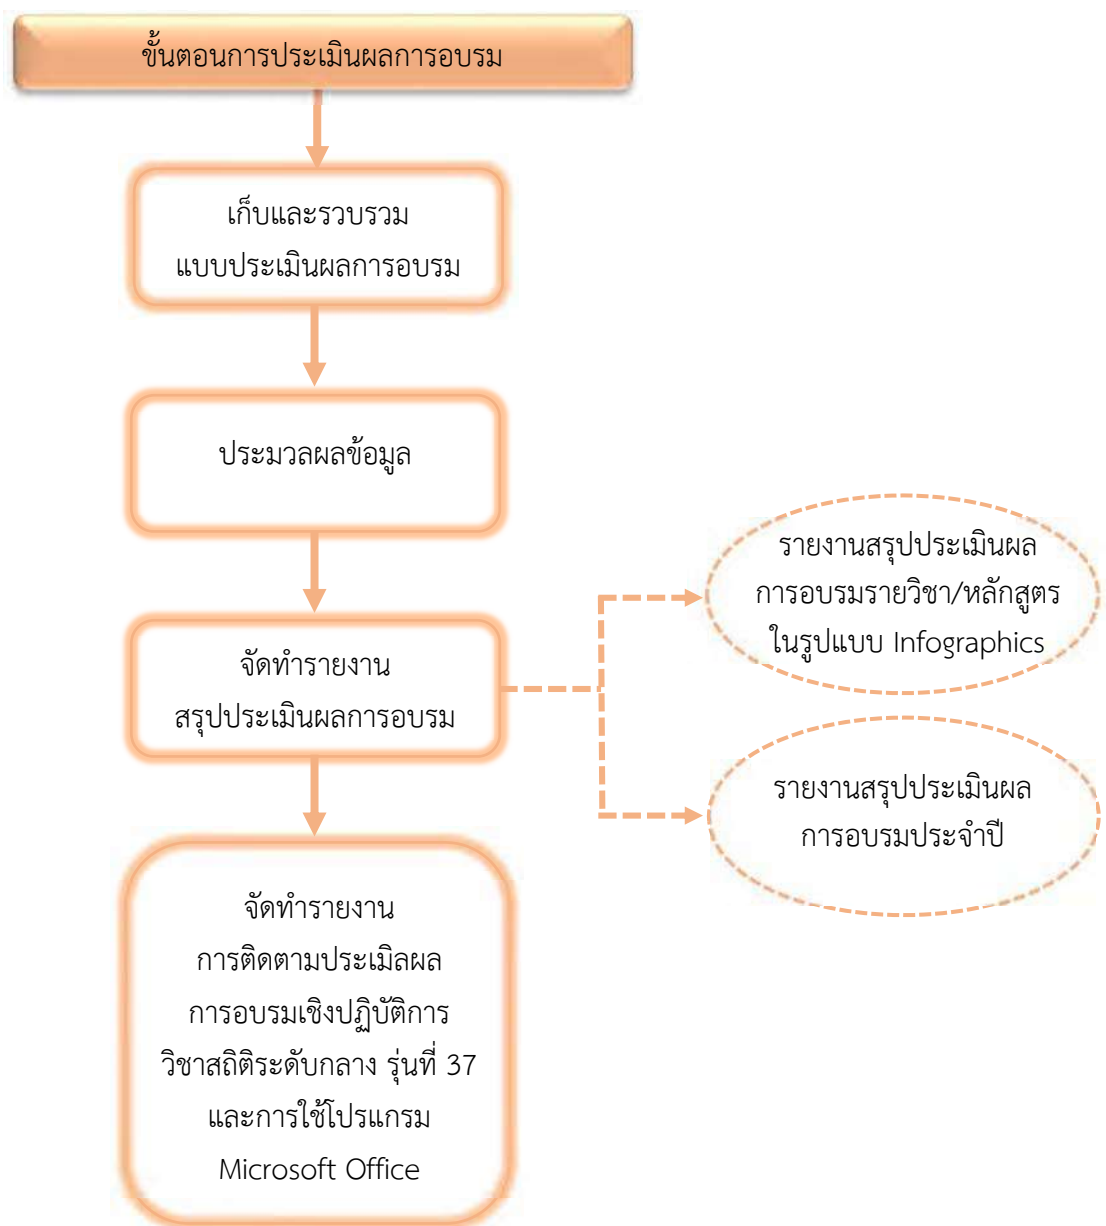 ขั้นตอนการประเมินผลการอบรม
เก็บและรวบรวม
แบบประเมินผลการอบรม
ประมวลผลข้อมูล
จัดทำรายงาน
สรุปประเมินผลการอบรม
รายงานสรุปประเมินผล
การอบรมรายวิชา/หลักสูตร
ในรูปแบบ Infographics
รายงานสรุปประเมินผล
การอบรมประจำปี
จัดทำรายงาน
การติดตามประเมิลผล
การอบรมเชิงปฏิบัติการ
วิชาสถิติระดับกลาง รุ่นที่ 37
และการใช้โปรแกรม
Microsoft Office